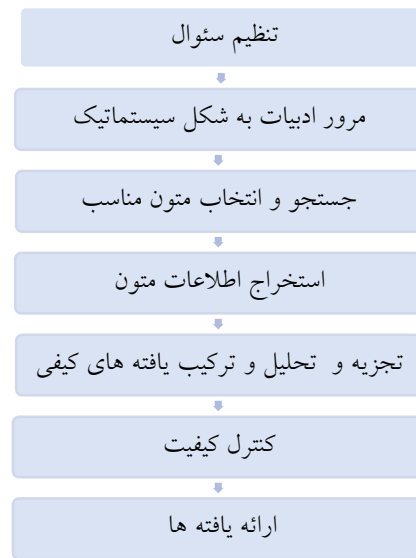 تنظیم سئوال
مرور ادبیات به شکل سیستماتیک
جستجو و انتخاب متون مناسب
استخراج اطلاعات متون
تجزیه و تحلیل و ترکیب یافته های کیفی
کنترل کیفیت
ارائه یافته ها